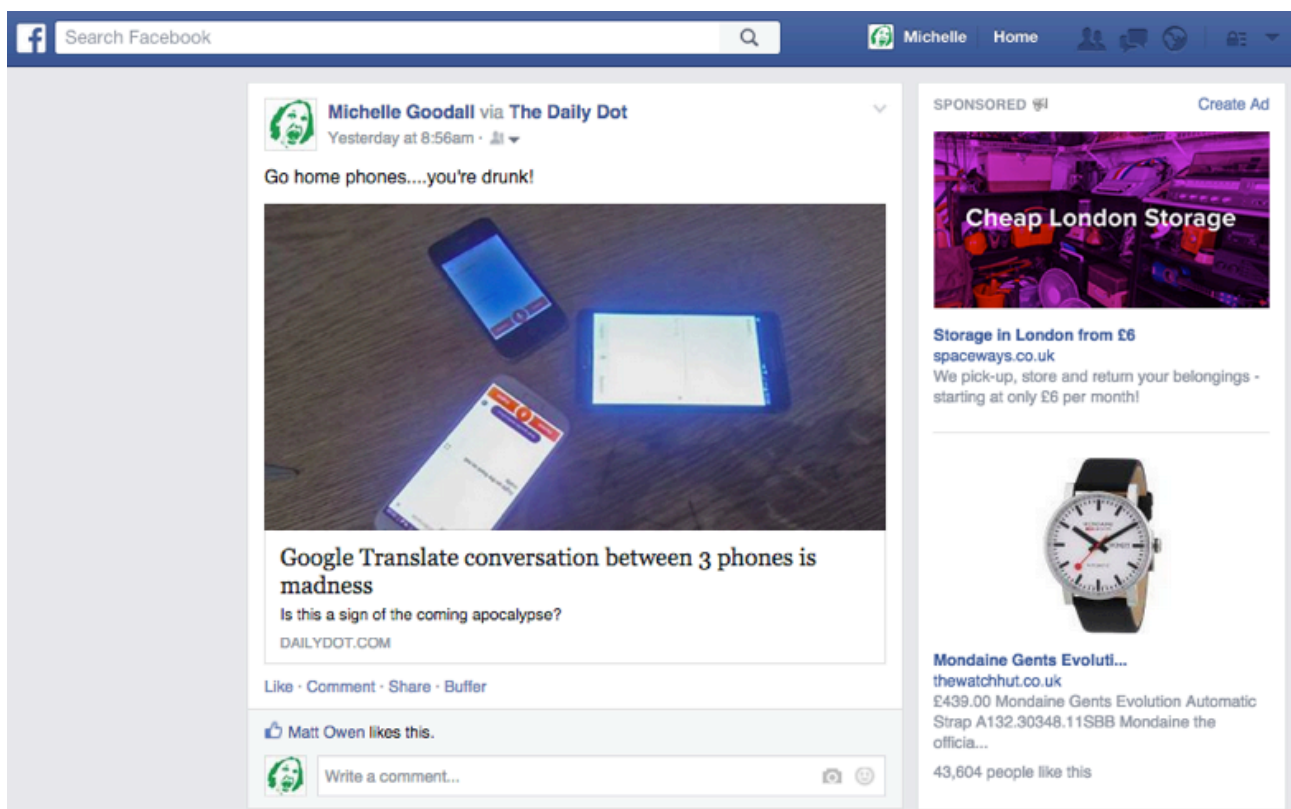 f
Search Facebook
Michelle
Home
Michelle Goodall via The Daily Dot
Yesterday at 8:56am ·
Go home phones....you're drunk!
Google Translate conversation between 3 phones is
madness
Is this a sign of the coming apocalypse?
DAILYDOT.COM
Like · Comment · Share · Buffer
Matt Owen likes this.
Write a comment...
SPONSORED
Create Ad
Cheap London Storage
Storage in London from £6
spaceways.co.uk
We pick-up, store and return your belongings -
starting at only £6 per month!
MONDAINE
Mondaine Gents Evoluti...
thewatchhut.co.uk
£439.00 Mondaine Gents Evolution Automatic
Strap A132.30348.11SBB Mondaine the
officia...
43,604 people like this